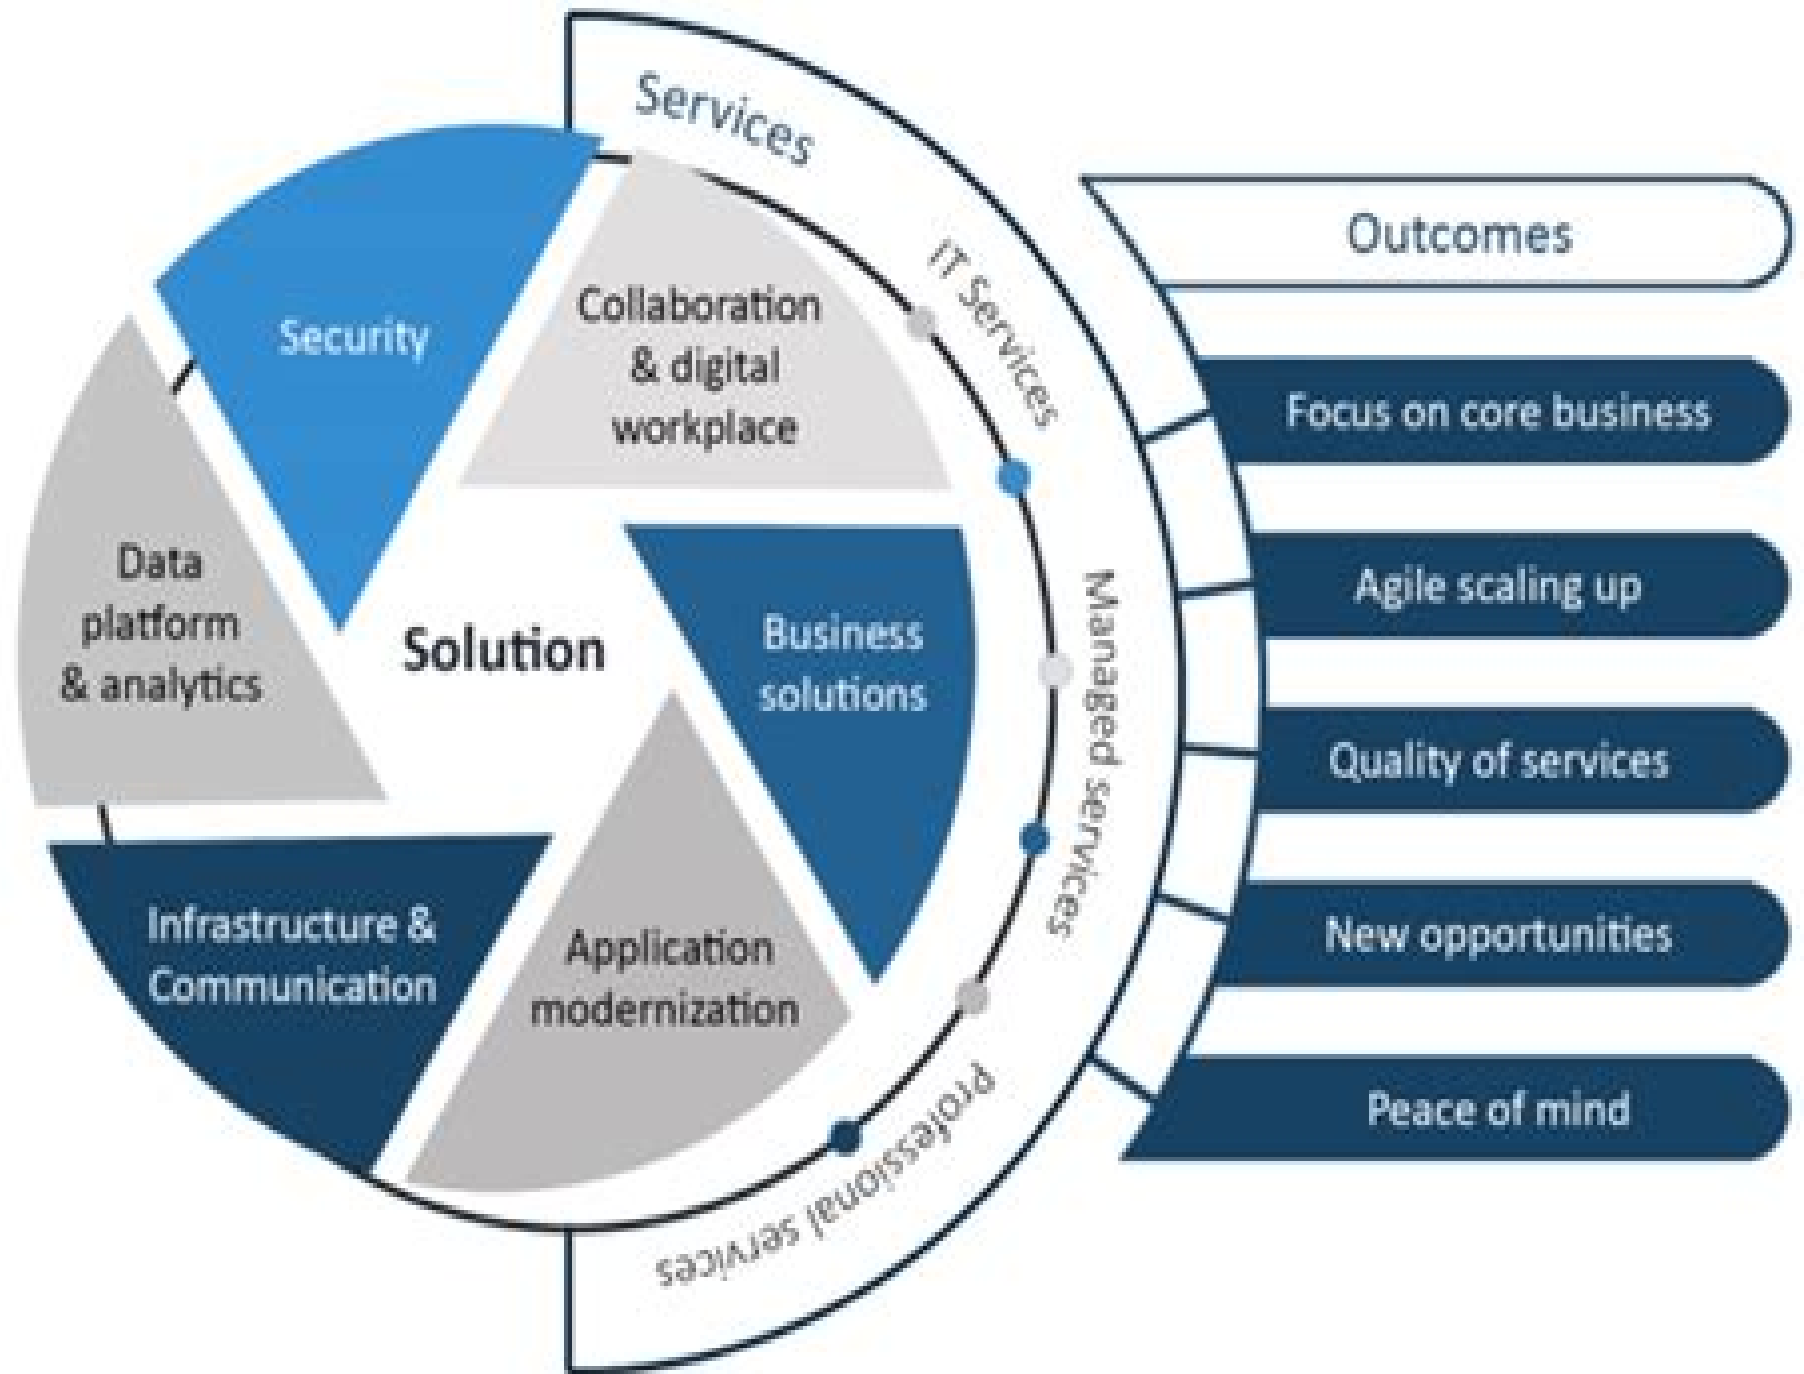 Services
IT Services
Managed services
Professional services
Security
Collaboration
& digital
workplace
Data
platform
& analytics
Solution
Business
solutions
Infrastructure &
Communication
Application
modernization
Outcomes
Focus on core business
Agile scaling up
Quality of services
New opportunities
Peace of mind